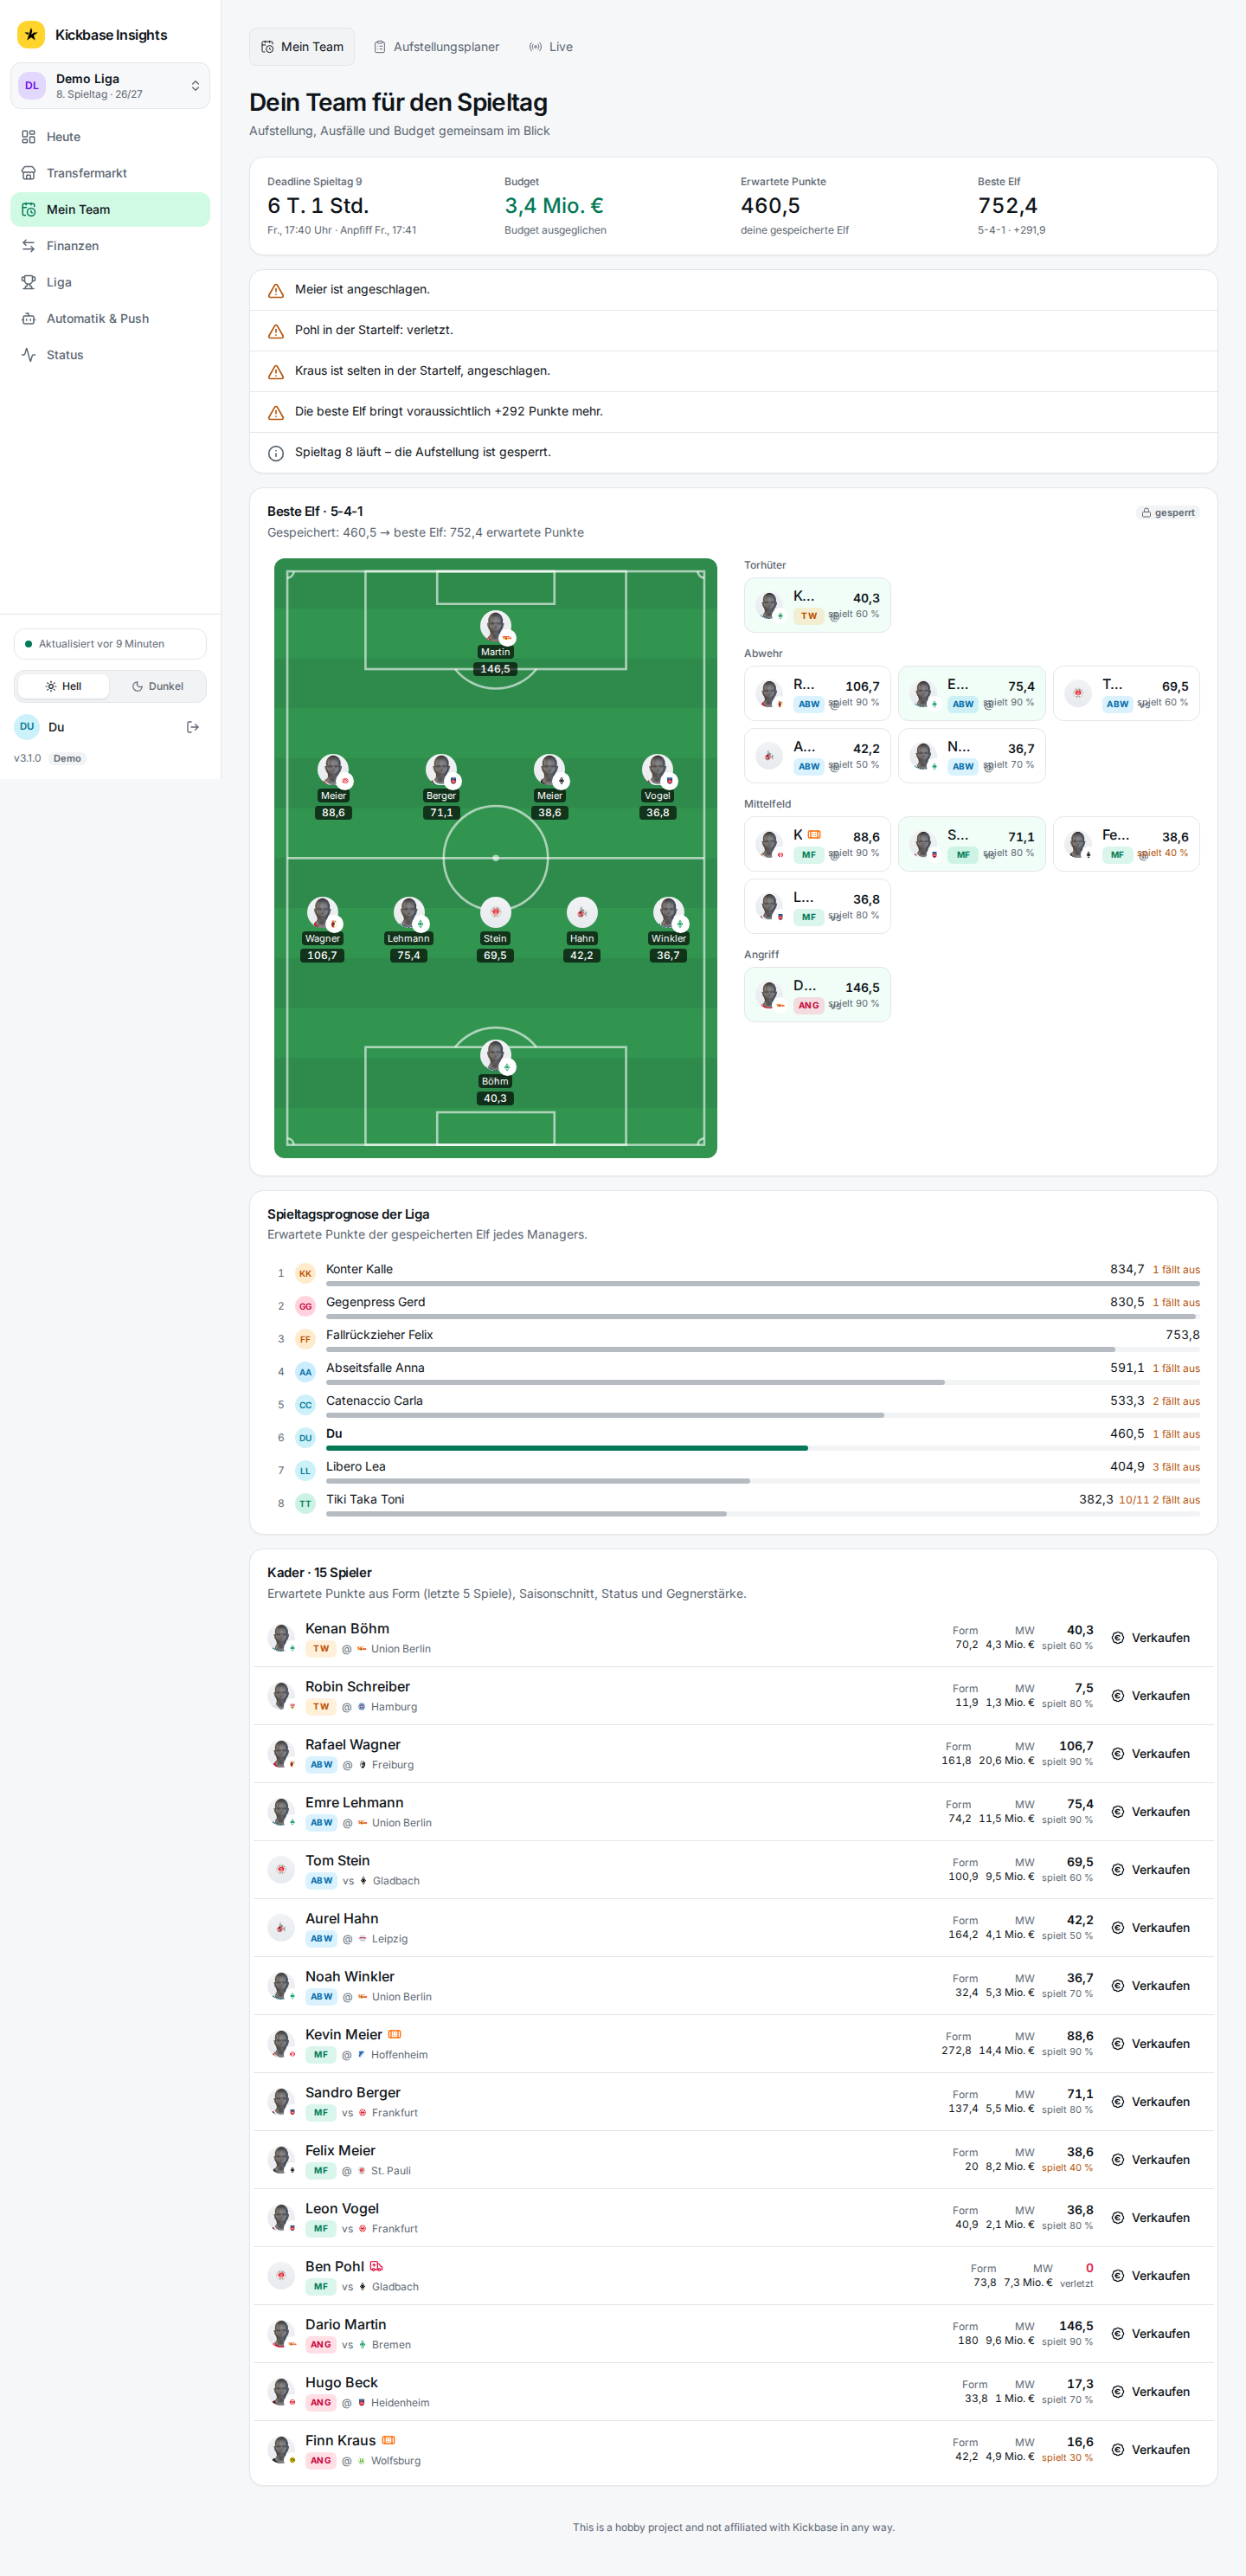 Kickbase Insights
DL
Demo Liga
8. Spieltag · 26/27
Heute
Transfermarkt
Mein Team
Finanzen
Liga
Automatik & Push
Status
Aktualisiert vor 9 Minuten
Hell
Dunkel
DU
Du
v3.1.0
Demo
Mein Team
Aufstellungsplaner
Live
Dein Team für den Spieltag
Aufstellung, Ausfälle und Budget gemeinsam im Blick
Deadline Spieltag 9
6 T. 1 Std.
Fr., 17:40 Uhr · Anpfiff Fr., 17:41
Budget
3,4 Mio. €
Budget ausgeglichen
Erwartete Punkte
460,5
deine gespeicherte Elf
Beste Elf
752,4
5-4-1 · +291,9
Meier ist angeschlagen.
Pohl in der Startelf: verletzt.
Kraus ist selten in der Startelf, angeschlagen.
Die beste Elf bringt voraussichtlich +292 Punkte mehr.
Spieltag 8 läuft – die Aufstellung ist gesperrt.
Beste Elf · 5-4-1
gesperrt
Gespeichert: 460,5 → beste Elf: 752,4 erwartete Punkte
Martin
146,5
Meier
88,6
Berger
71,1
Meier
38,6
Vogel
36,8
Wagner
106,7
Lehmann
75,4
Stein
69,5
Hahn
42,2
Winkler
36,7
Böhm
40,3
Torhüter
K... 40,3
TW @ spielt 60 %
Abwehr
R... 106,7
ABW @ spielt 90 %
E... 75,4
ABW @ spielt 90 %
T... 69,5
ABW vs spielt 60 %
A... 42,2
ABW @ spielt 50 %
N... 36,7
ABW @ spielt 70 %
Mittelfeld
K 88,6
MF @ spielt 90 %
S... 71,1
MF vs spielt 80 %
Fe... 38,6
MF @ spielt 40 %
L... 36,8
MF vs spielt 80 %
Angriff
D... 146,5
ANG vs spielt 90 %
Spieltagsprognose der Liga
Erwartete Punkte der gespeicherten Elf jedes Managers.
1 KK Konter Kalle 834,7 1 fällt aus
2 GG Gegenpress Gerd 830,5 1 fällt aus
3 FF Fallrückzieher Felix 753,8
4 AA Abseitsfalle Anna 591,1 1 fällt aus
5 CC Catenaccio Carla 533,3 2 fällt aus
6 DU Du 460,5 1 fällt aus
7 LL Libero Lea 404,9 3 fällt aus
8 TT Tiki Taka Toni 382,3 10/11 2 fällt aus
Kader · 15 Spieler
Erwartete Punkte aus Form (letzte 5 Spiele), Saisonschnitt, Status und Gegnerstärke.
Kenan Böhm Form MW 40,3 Verkaufen
TW @ Union Berlin 70,2 4,3 Mio. € spielt 60 %
Robin Schreiber Form MW 7,5 Verkaufen
TW @ Hamburg 11,9 1,3 Mio. € spielt 80 %
Rafael Wagner Form MW 106,7 Verkaufen
ABW @ Freiburg 161,8 20,6 Mio. € spielt 90 %
Emre Lehmann Form MW 75,4 Verkaufen
ABW @ Union Berlin 74,2 11,5 Mio. € spielt 90 %
Tom Stein Form MW 69,5 Verkaufen
ABW vs Gladbach 100,9 9,5 Mio. € spielt 60 %
Aurel Hahn Form MW 42,2 Verkaufen
ABW @ Leipzig 164,2 4,1 Mio. € spielt 50 %
Noah Winkler Form MW 36,7 Verkaufen
ABW @ Union Berlin 32,4 5,3 Mio. € spielt 70 %
Kevin Meier Form MW 88,6 Verkaufen
MF @ Hoffenheim 272,8 14,4 Mio. € spielt 90 %
Sandro Berger Form MW 71,1 Verkaufen
MF vs Frankfurt 137,4 5,5 Mio. € spielt 80 %
Felix Meier Form MW 38,6 Verkaufen
MF @ St. Pauli 20 8,2 Mio. € spielt 40 %
Leon Vogel Form MW 36,8 Verkaufen
MF vs Frankfurt 40,9 2,1 Mio. € spielt 80 %
Ben Pohl Form MW 0 Verkaufen
MF vs Gladbach 73,8 7,3 Mio. € verletzt
Dario Martin Form MW 146,5 Verkaufen
ANG vs Bremen 180 9,6 Mio. € spielt 90 %
Hugo Beck Form MW 17,3 Verkaufen
ANG @ Heidenheim 33,8 1 Mio. € spielt 70 %
Finn Kraus Form MW 16,6 Verkaufen
ANG @ Wolfsburg 42,2 4,9 Mio. € spielt 30 %
This is a hobby project and not affiliated with Kickbase in any way.